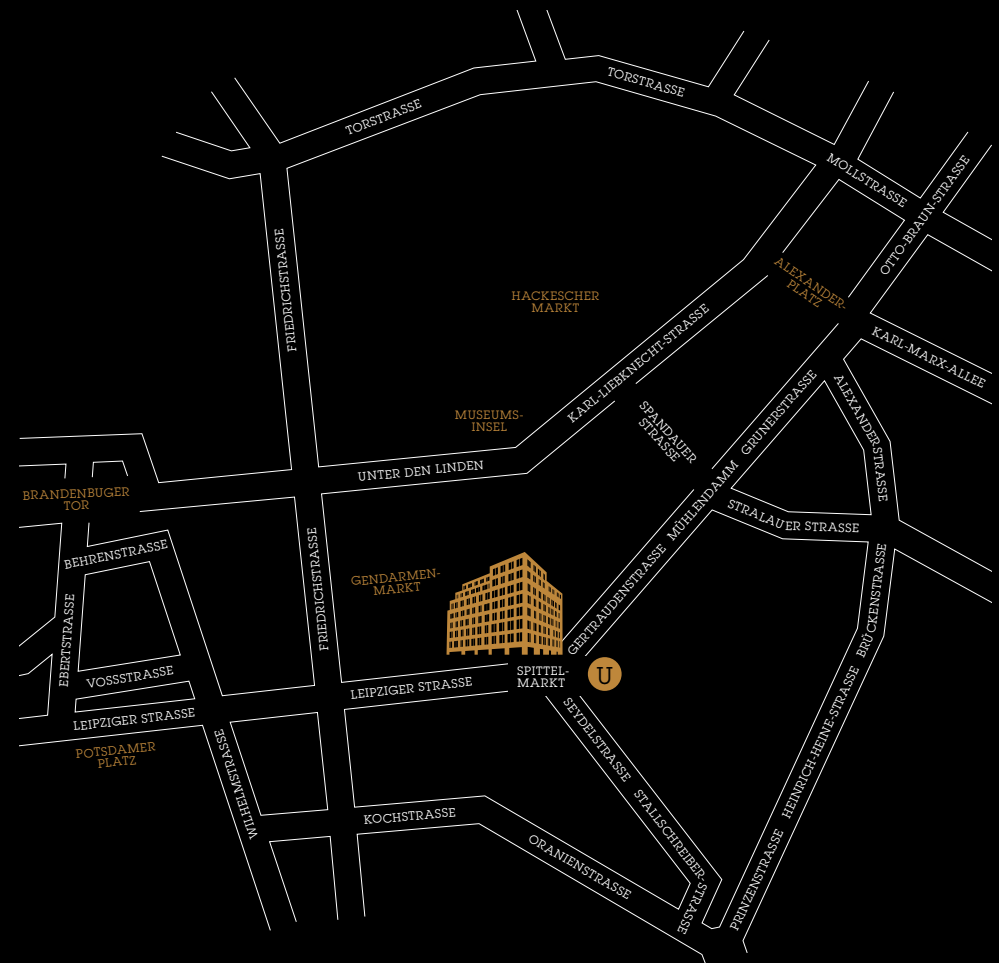 TORSTRASSE
TORSTRASSE
MOLLSTRASSE
OTTO-BRAUN-STRASSE
FRIEDRICHSTRASSE
ALEXANDER-
PLATZ
HACKESCHER
MARKT
KARL-LIEBKNECHT-STRASSE
KARL-MARX-ALLEE
MUSEUMS-
INSEL
SPANDAUER
STRASSE
GRUNERSTRASSE
ALEXANDERSTRASSE
UNTER DEN LINDEN
MÜHLENDAMM
BRANDENBUGER
TOR
STRALAUER STRASSE
BEHRENSTRASSE
FRIEDRICHSTRASSE
GENDARMEN-
MARKT
GERTRAUDENSTRASSE
BRÜCKENSTRASSE
EBERTSTRASSE
VOSSSTRASSE
LEIPZIGER STRASSE
LEIPZIGER STRASSE
SPITTEL-
MARKT
U
POTSDAMER
PLATZ
WILHELMSTRASSE
SEYDELSTRASSE
HEINRICH-HEINE-STRASSE
KOCHSTRASSE
STALLSCHREIBER-
STRASSE
ORANIENSTRASSE
PRINZENSTRASSE